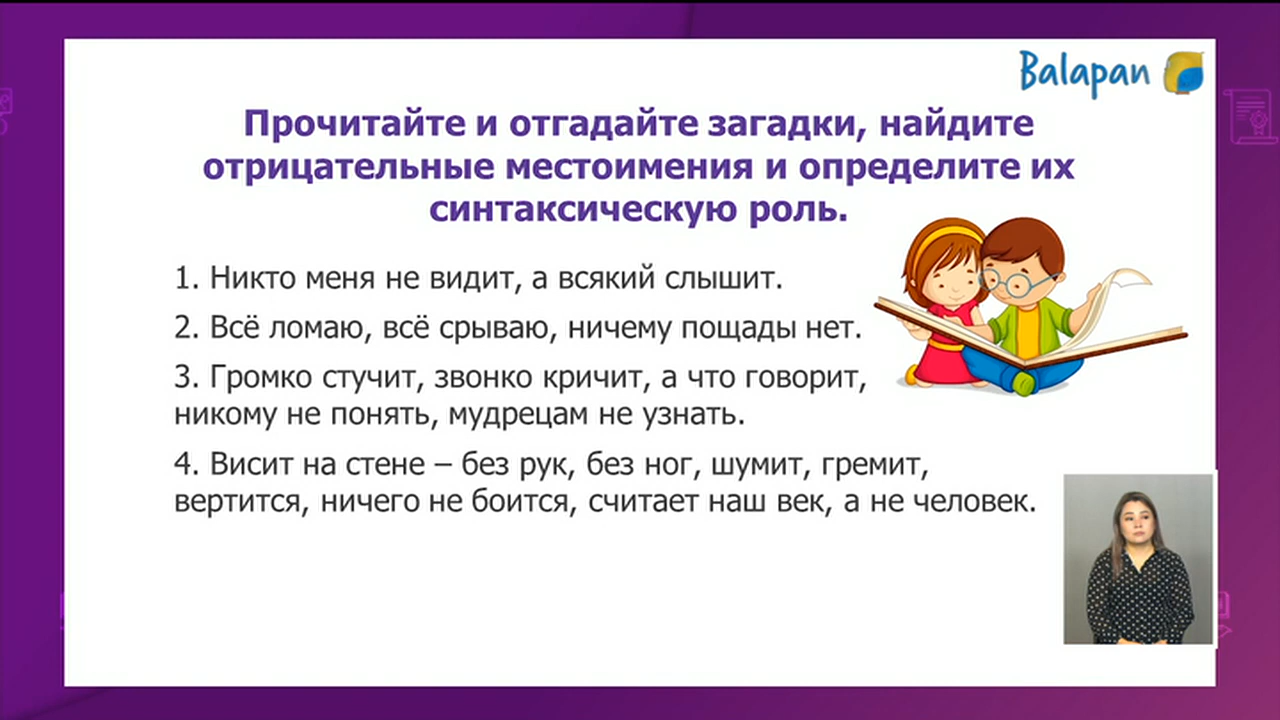 Balapan
Прочитайте и отгадайте загадки, найдите
отрицательные местоимения и определите их
синтаксическую роль.
1. Никто меня не видит, а всякий слышит.
2. Всё ломаю, всё срываю, ничему пощады нет.
3. Громко стучит, звонко кричит, а что говорит,
никому не понять, мудрецам не узнать.
4. Висит на стене – без рук, без ног, шумит, гремит,
вертится, ничего не боится, считает наш век, а не человек.